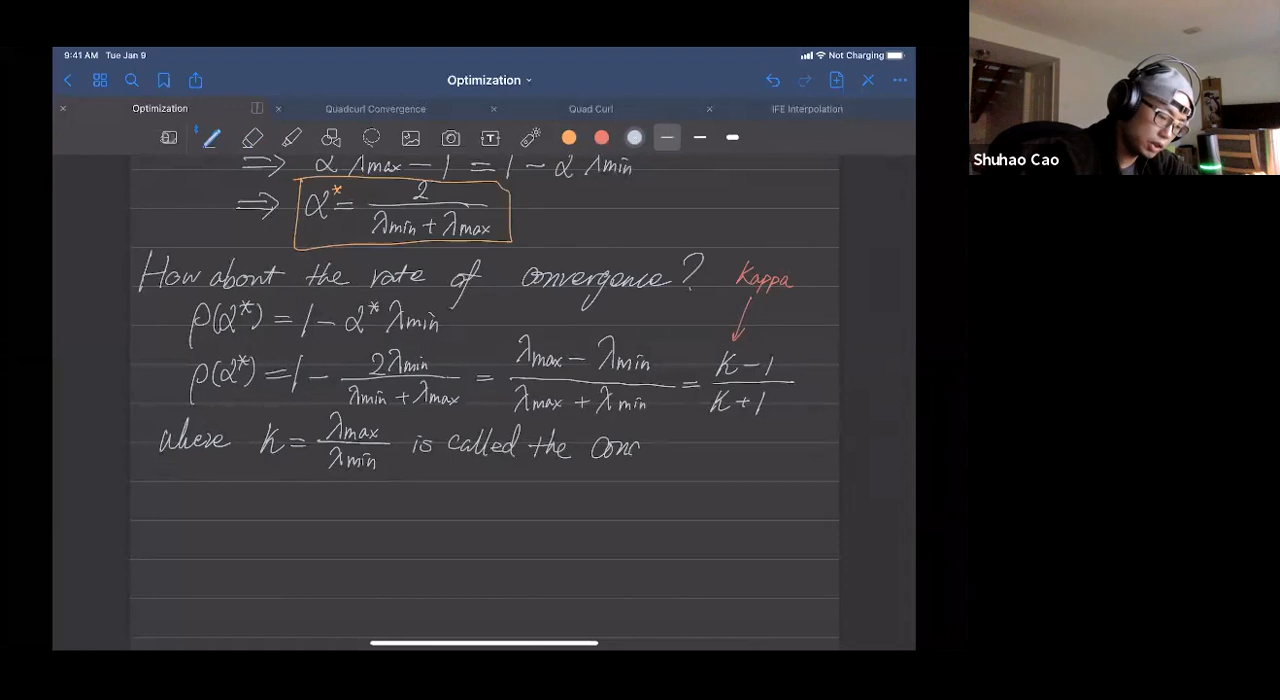 9:41 AM Tue Jan 9
Not Charging
Optimization
Optimization
Quadcurl Convergence
Quad Curl
IFE Interpolation
Shuhao Cao
⟹ α λmax − 1 = 1 − α λmin
⟹ α* = 2 / (λmin + λmax)
How about the rate of convergence? Kappa
ρ(α*) = 1 − α* λmin
ρ(α*) = 1 − 2λmin / (λmin + λmax) = (λmax − λmin) / (λmax + λmin) = (κ − 1) / (κ + 1)
where κ = λmax / λmin is called the conc